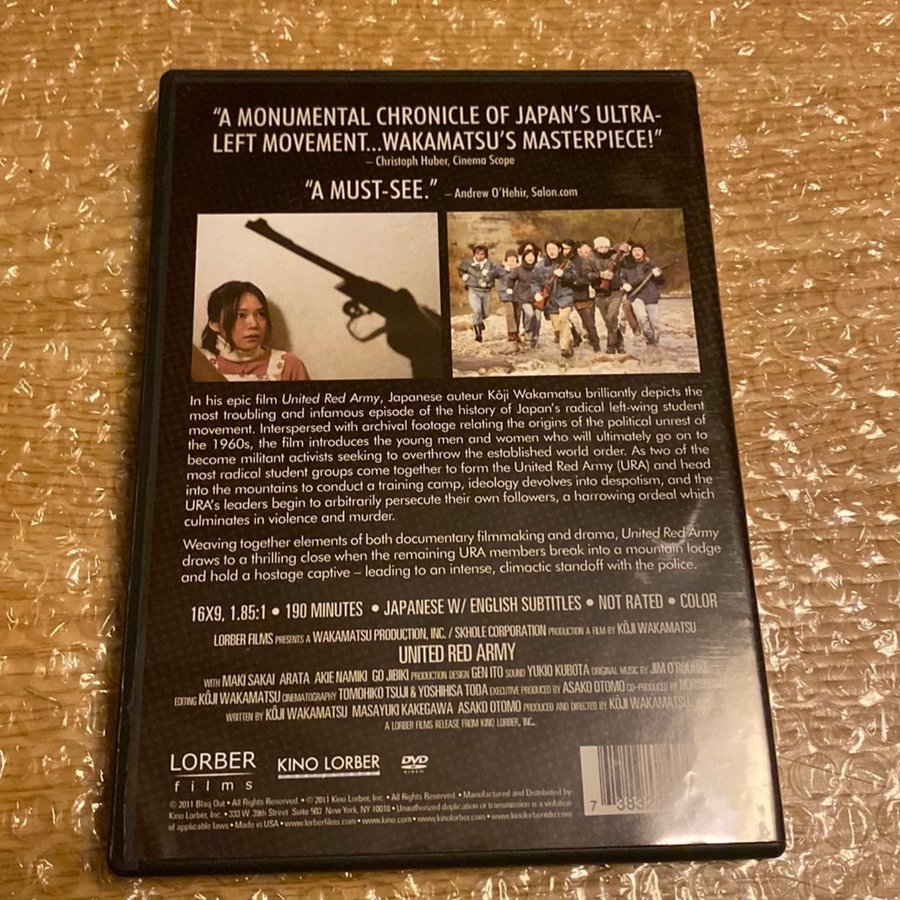 “A MONUMENTAL CHRONICLE OF JAPAN’S ULTRA-
LEFT MOVEMENT...WAKAMATSU’S MASTERPIECE!”
– Christoph Huber, Cinema Scope
“A MUST-SEE.” – Andrew O’Hehir, Salon.com
In his epic film United Red Army, Japanese auteur Kôji Wakamatsu brilliantly depicts the
most troubling and infamous episode of the history of Japan’s radical left-wing student
movement. Interspersed with archival footage relating the origins of the political unrest of
the 1960s, the film introduces the young men and women who will ultimately go on to
become militant activists seeking to overthrow the established world order. As two of the
most radical student groups come together to form the United Red Army (URA) and head
into the mountains to conduct a training camp, ideology devolves into despotism, and the
URA’s leaders begin to arbitrarily persecute their own followers, a harrowing ordeal which
culminates in violence and murder.
Weaving together elements of both documentary filmmaking and drama, United Red Army
draws to a thrilling close when the remaining URA members break into a mountain lodge
and hold a hostage captive – leading to an intense, climactic standoff with the police.
16X9, 1.85:1 • 190 MINUTES • JAPANESE W/ ENGLISH SUBTITLES • NOT RATED • COLOR
LORBER FILMS PRESENTS A WAKAMATSU PRODUCTION, INC. / SKHOLE CORPORATION PRODUCTION A FILM BY KÔJI WAKAMATSU
UNITED RED ARMY
WITH MAKI SAKAI ARATA AKIE NAMIKI GO JIBIKI PRODUCTION DESIGN GEN ITO SOUND YUKIO KUBOTA ORIGINAL MUSIC BY JIM O'ROURKE
EDITING KÔJI WAKAMATSU CINEMATOGRAPHY TOMOHIKO TSUJI & YOSHIHISA TODA EXECUTIVE PRODUCED BY ASAKO OTOMO CO-PRODUCED BY
WRITTEN BY KÔJI WAKAMATSU MASAYUKI KAKEGAWA ASAKO OTOMO PRODUCED AND DIRECTED BY KÔJI WAKAMATSU
A LORBER FILMS RELEASE FROM KINO LORBER, INC.
LORBER
films
KINO LORBER
DVD
VIDEO
© 2011 Blaq Out • All Rights Reserved. • © 2011 Kino Lorber, Inc. • All Rights Reserved. • Manufactured and Distributed by:
Kino Lorber, Inc. • 333 W. 39th Street Suite 503 New York, NY 10018 • Unauthorized duplication or transmission is a violation
of applicable laws • Made in USA • www.lorberfilms.com • www.kino.com • www.kinolorber.com • www.kinolorberedu.com
7 38329